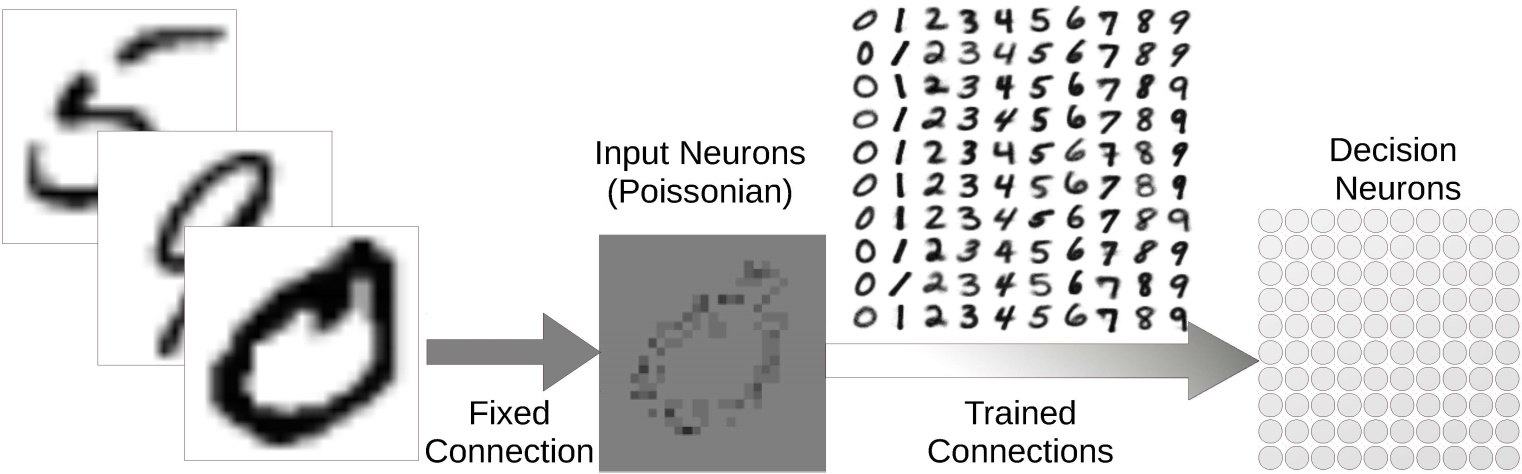 5
9
0
Input Neurons
(Poissonian)
Fixed
Connection
0 1 2 3 4 5 6 7 8 9
0 1 2 3 4 5 6 7 8 9
0 1 2 3 4 5 6 7 8 9
0 1 2 3 4 5 6 7 8 9
0 1 2 3 4 5 6 7 8 9
0 1 2 3 4 5 6 7 8 9
0 1 2 3 4 5 6 7 8 9
0 1 2 3 4 5 6 7 8 9
0 1 2 3 4 5 6 7 8 9
0 1 2 3 4 5 6 7 8 9
Trained
Connections
Decision
Neurons